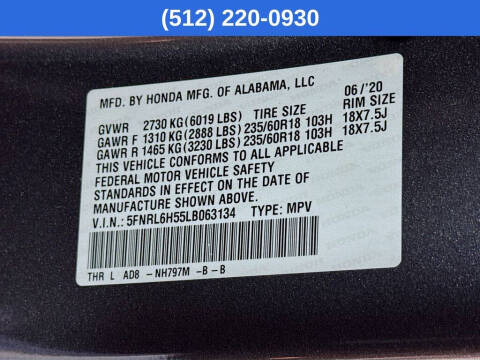 (512) 220-0930
MFD. BY HONDA MFG. OF ALABAMA, LLC 06/'20
GVWR 2730 KG (6019 LBS) TIRE SIZE RIM SIZE
GAWR F 1310 KG (2888 LBS) 235/60R18 103H 18X7.5J
GAWR R 1465 KG (3230 LBS) 235/60R18 103H 18X7.5J
THIS VEHICLE CONFORMS TO ALL APPLICABLE
FEDERAL MOTOR VEHICLE SAFETY
STANDARDS IN EFFECT ON THE DATE OF
MANUFACTURE SHOWN ABOVE.
V.I.N.: 5FNRL6H55LB063134 TYPE: MPV
THR L AD8 -NH797M -B -B